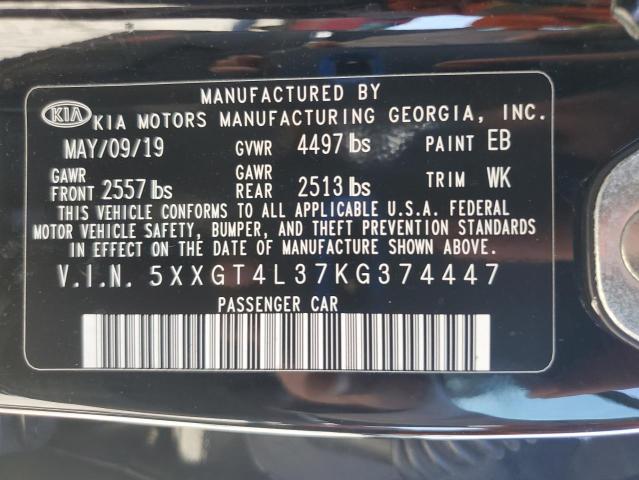 MANUFACTURED BY
KIA KIA MOTORS MANUFACTURING GEORGIA, INC.
MAY/09/19 GVWR 4497 lbs PAINT EB
GAWR FRONT 2557 lbs GAWR REAR 2513 lbs TRIM WK
THIS VEHICLE CONFORMS TO ALL APPLICABLE U.S.A. FEDERAL
MOTOR VEHICLE SAFETY, BUMPER, AND THEFT PREVENTION STANDARDS
IN EFFECT ON THE DATE OF MANUFACTURE SHOWN ABOVE.
V.I.N. 5XXGT4L37KG374447
PASSENGER CAR